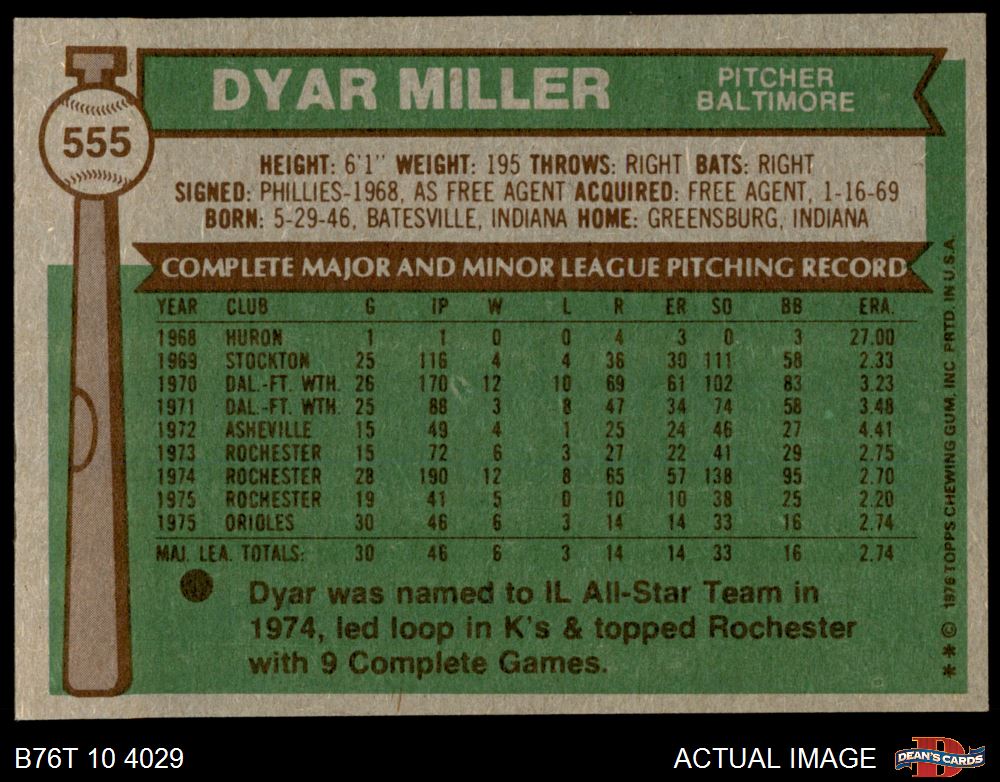 DYAR MILLER
PITCHER
BALTIMORE
555
HEIGHT: 6'1" WEIGHT: 195 THROWS: RIGHT BATS: RIGHT
SIGNED: PHILLIES-1968, AS FREE AGENT ACQUIRED: FREE AGENT, 1-16-69
BORN: 5-29-46, BATESVILLE, INDIANA HOME: GREENSBURG, INDIANA
COMPLETE MAJOR AND MINOR LEAGUE PITCHING RECORD
YEAR CLUB G IP W L R ER SO BB ERA.
1968 HURON 1 1 0 0 4 3 0 3 27.00
1969 STOCKTON 25 116 4 4 36 30 111 58 2.33
1970 DAL.-FT. WTH. 26 170 12 10 69 61 102 83 3.23
1971 DAL.-FT. WTH. 25 88 3 8 47 34 74 58 3.48
1972 ASHEVILLE 15 49 4 1 25 24 46 27 4.41
1973 ROCHESTER 15 72 6 3 27 22 41 29 2.75
1974 ROCHESTER 28 190 12 8 65 57 138 95 2.70
1975 ROCHESTER 19 41 5 0 10 10 38 25 2.20
1975 ORIOLES 30 46 6 3 14 14 33 16 2.74
MAJ. LEA. TOTALS: 30 46 6 3 14 14 33 16 2.74
Dyar was named to IL All-Star Team in
1974, led loop in K's & topped Rochester
with 9 Complete Games.
* * © 1976 TOPPS CHEWING GUM, INC. PRTD. IN U.S.A.
B76T 10 4029
ACTUAL IMAGE
D
DEAN'S CARDS